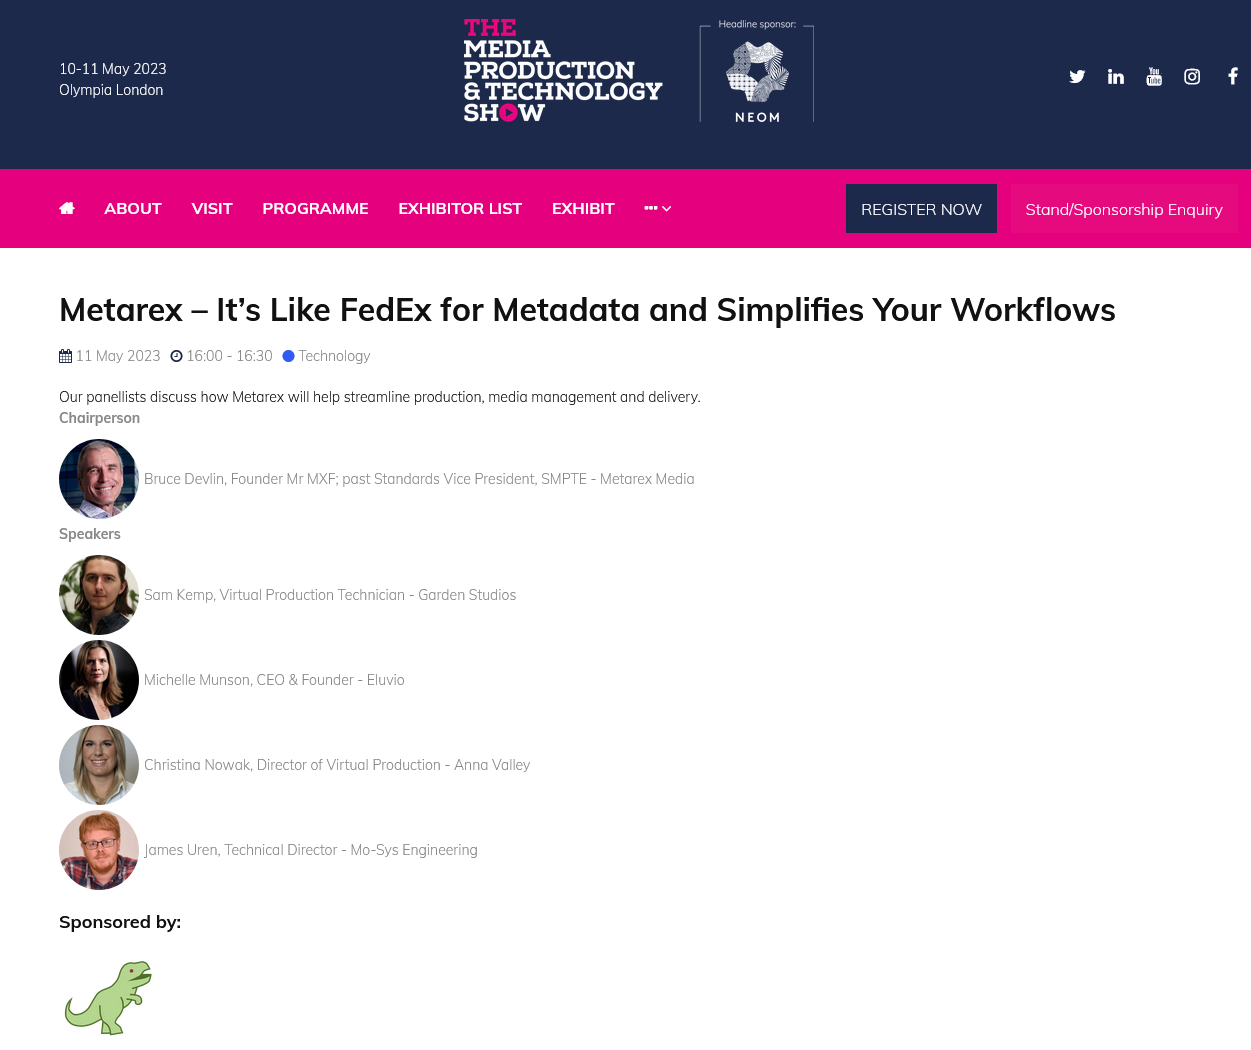 10-11 May 2023
Olympia London
THE
MEDIA
PRODUCTION
& TECHNOLOGY
SHOW
Headline sponsor:
NEOM
You
Tube
ABOUT VISIT PROGRAMME EXHIBITOR LIST EXHIBIT REGISTER NOW Stand/Sponsorship Enquiry
Metarex – It’s Like FedEx for Metadata and Simplifies Your Workflows
11 May 2023 16:00 - 16:30 Technology
Our panellists discuss how Metarex will help streamline production, media management and delivery.
Chairperson
Bruce Devlin, Founder Mr MXF; past Standards Vice President, SMPTE - Metarex Media
Speakers
Sam Kemp, Virtual Production Technician - Garden Studios
Michelle Munson, CEO & Founder - Eluvio
Christina Nowak, Director of Virtual Production - Anna Valley
James Uren, Technical Director - Mo-Sys Engineering
Sponsored by: